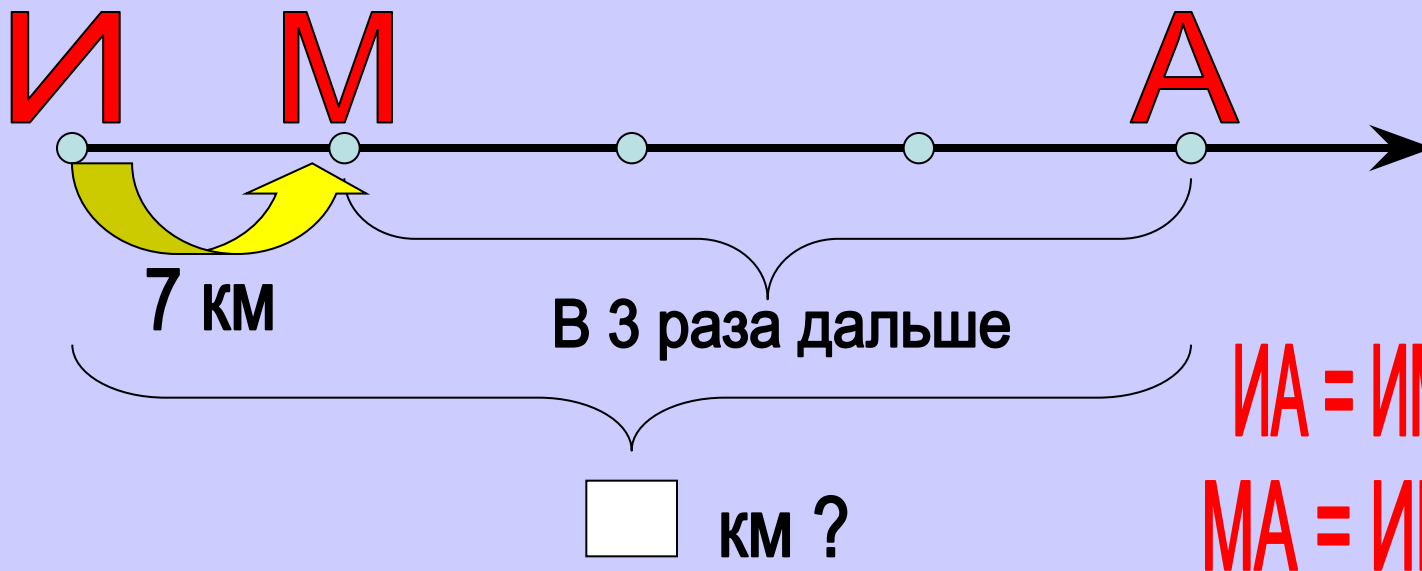 И М А
7 км
В 3 раза дальше
ИА =
км ?
МА =